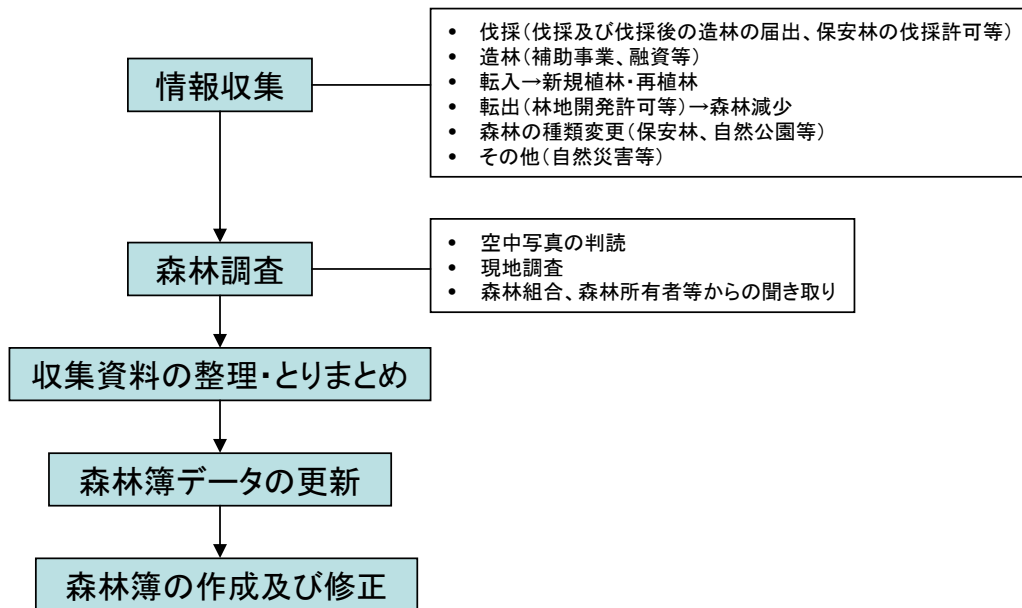 情報収集
• 伐採(伐採及び伐採後の造林の届出、保安林の伐採許可等)
• 造林(補助事業、融資等)
• 転入→新規植林・再植林
• 転出(林地開発許可等)→森林減少
• 森林の種類変更(保安林、自然公園等)
• その他(自然災害等)
森林調査
• 空中写真の判読
• 現地調査
• 森林組合、森林所有者等からの聞き取り
収集資料の整理・とりまとめ
森林簿データの更新
森林簿の作成及び修正